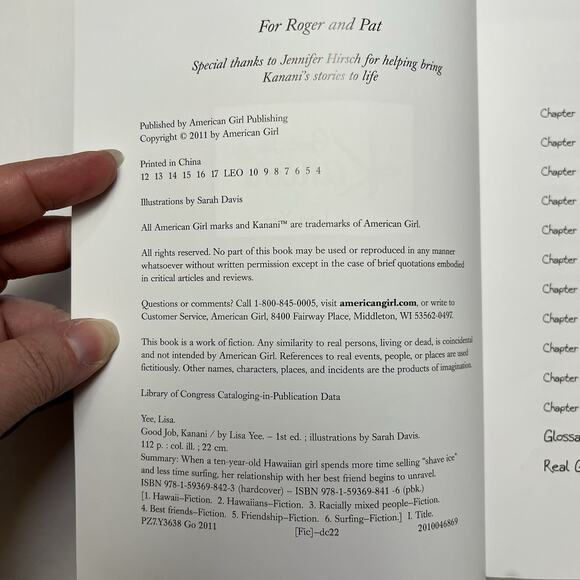 For Roger and Pat
Special thanks to Jennifer Hirsch for helping bring
Kanani's stories to life
Published by American Girl Publishing
Copyright © 2011 by American Girl
Printed in China
12 13 14 15 16 17 LEO 10 9 8 7 6 5 4
Illustrations by Sarah Davis
All American Girl marks and Kanani™ are trademarks of American Girl.
All rights reserved. No part of this book may be used or reproduced in any manner
whatsoever without written permission except in the case of brief quotations embodied
in critical articles and reviews.
Questions or comments? Call 1-800-845-0005, visit americangirl.com, or write to
Customer Service, American Girl, 8400 Fairway Place, Middleton, WI 53562-0497.
This book is a work of fiction. Any similarity to real persons, living or dead, is coincidental
and not intended by American Girl. References to real events, people, or places are used
fictitiously. Other names, characters, places, and incidents are the products of imagination.
Library of Congress Cataloging-in-Publication Data
Yee, Lisa.
Good Job, Kanani / by Lisa Yee. – 1st ed. ; illustrations by Sarah Davis.
112 p. : col. ill. ; 22 cm.
Summary: When a ten-year-old Hawaiian girl spends more time selling “shave ice”
and less time surfing, her relationship with her best friend begins to unravel.
ISBN 978-1-59369-842-3 (hardcover) – ISBN 978-1-59369-841 -6 (pbk.)
[1. Hawaii–Fiction. 2. Hawaiians–Fiction. 3. Racially mixed people–Fiction.
4. Best friends–Fiction. 5. Friendship–Fiction. 6. Surfing–Fiction.] I. Title.
PZ7.Y3638 Go 2011
[Fic]–dc22
2010046869
Chapter
Chapter
Chapter
Chapter
Chapter
Chapter
Chapter
Chapter
Chapter
Chapter
Chapter
Glossa
Real G